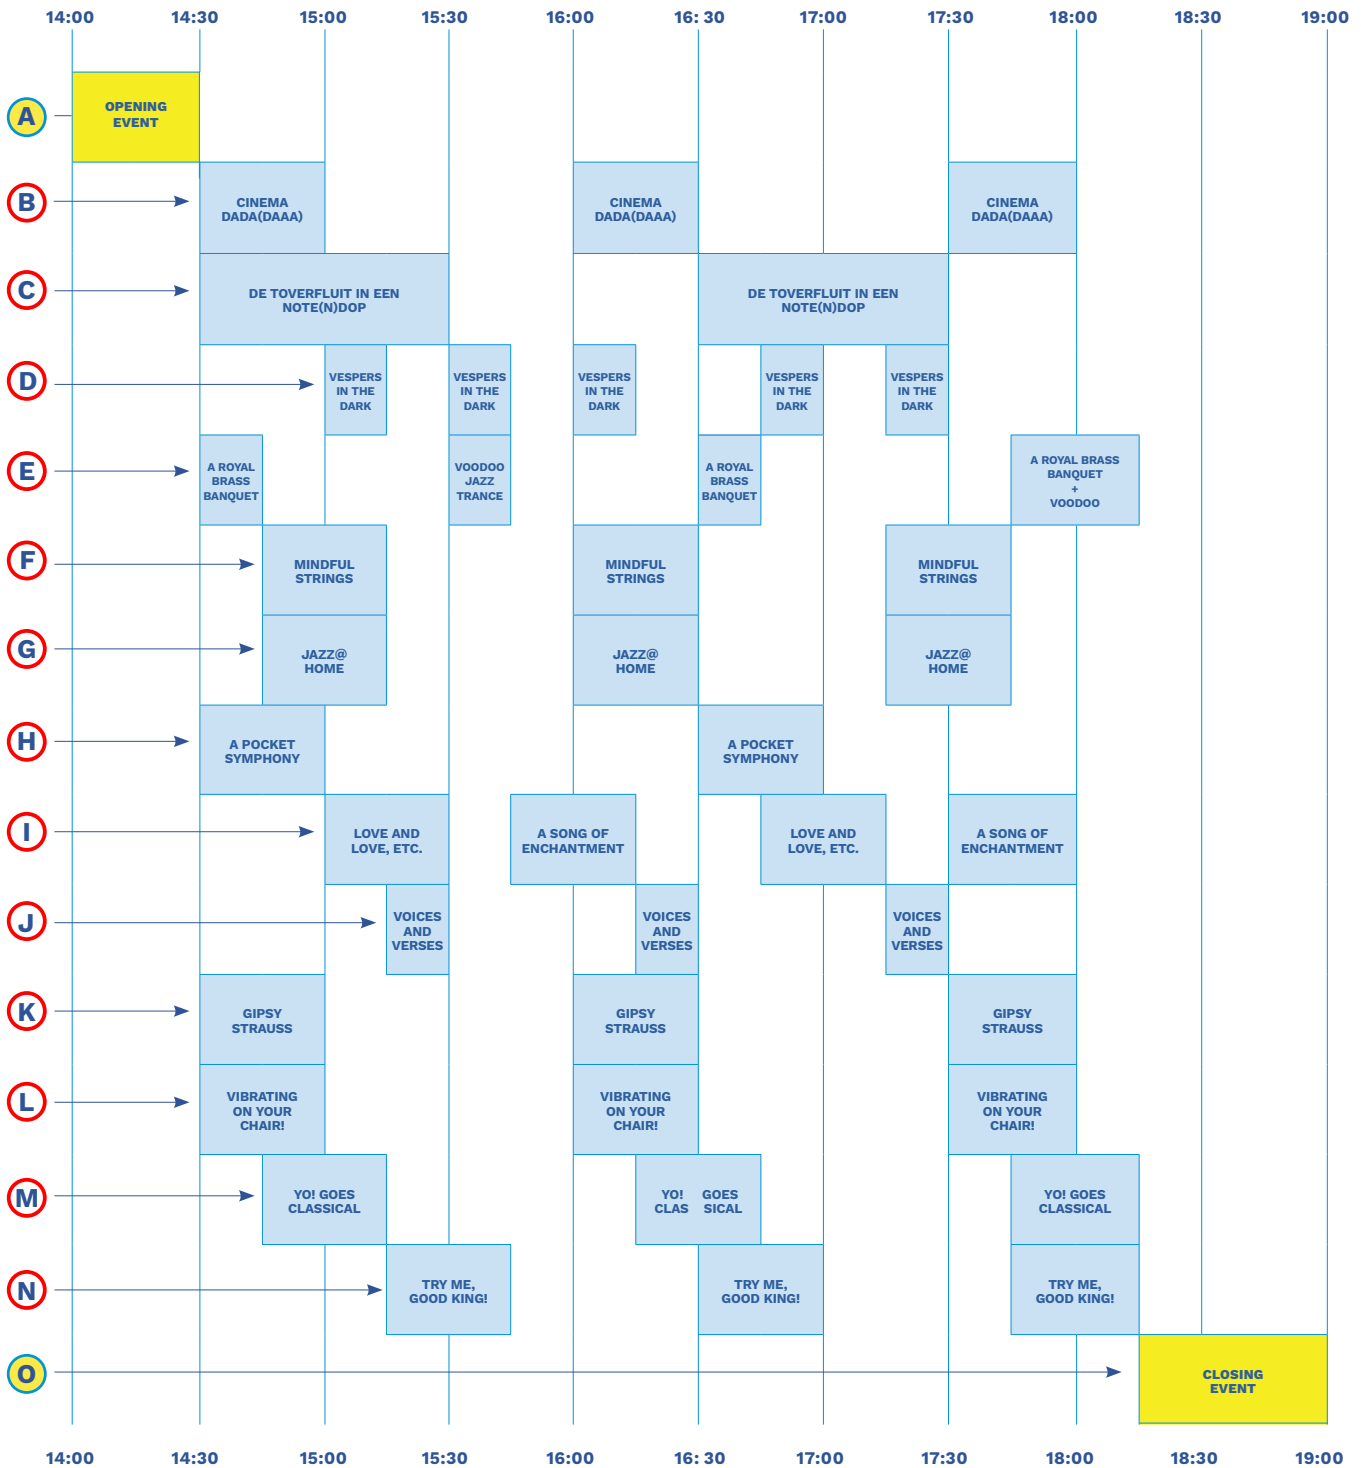 14:00 14:30 15:00 15:30 16:00 16:30 17:00 17:30 18:00 18:30 19:00
A
OPENING
EVENT
B
CINEMA
DADA(DAAA)
CINEMA
DADA(DAAA)
CINEMA
DADA(DAAA)
C
DE TOVERFLUIT IN EEN
NOTE(N)DOP
DE TOVERFLUIT IN EEN
NOTE(N)DOP
D
VESPERS
IN THE
DARK
VESPERS
IN THE
DARK
VESPERS
IN THE
DARK
VESPERS
IN THE
DARK
VESPERS
IN THE
DARK
E
A ROYAL
BRASS
BANQUET
VOODOO
JAZZ
TRANCE
A ROYAL
BRASS
BANQUET
A ROYAL BRASS
BANQUET
+
VOODOO
F
MINDFUL
STRINGS
MINDFUL
STRINGS
MINDFUL
STRINGS
G
JAZZ@
HOME
JAZZ@
HOME
JAZZ@
HOME
H
A POCKET
SYMPHONY
A POCKET
SYMPHONY
I
LOVE AND
LOVE, ETC.
A SONG OF
ENCHANTMENT
LOVE AND
LOVE, ETC.
A SONG OF
ENCHANTMENT
J
VOICES
AND
VERSES
VOICES
AND
VERSES
VOICES
AND
VERSES
K
GIPSY
STRAUSS
GIPSY
STRAUSS
GIPSY
STRAUSS
L
VIBRATING
ON YOUR
CHAIR!
VIBRATING
ON YOUR
CHAIR!
VIBRATING
ON YOUR
CHAIR!
M
YO! GOES
CLASSICAL
YO! GOES
CLAS SICAL
YO! GOES
CLASSICAL
N
TRY ME,
GOOD KING!
TRY ME,
GOOD KING!
TRY ME,
GOOD KING!
O
CLOSING
EVENT
14:00 14:30 15:00 15:30 16:00 16: 30 17:00 17:30 18:00 18:30 19:00